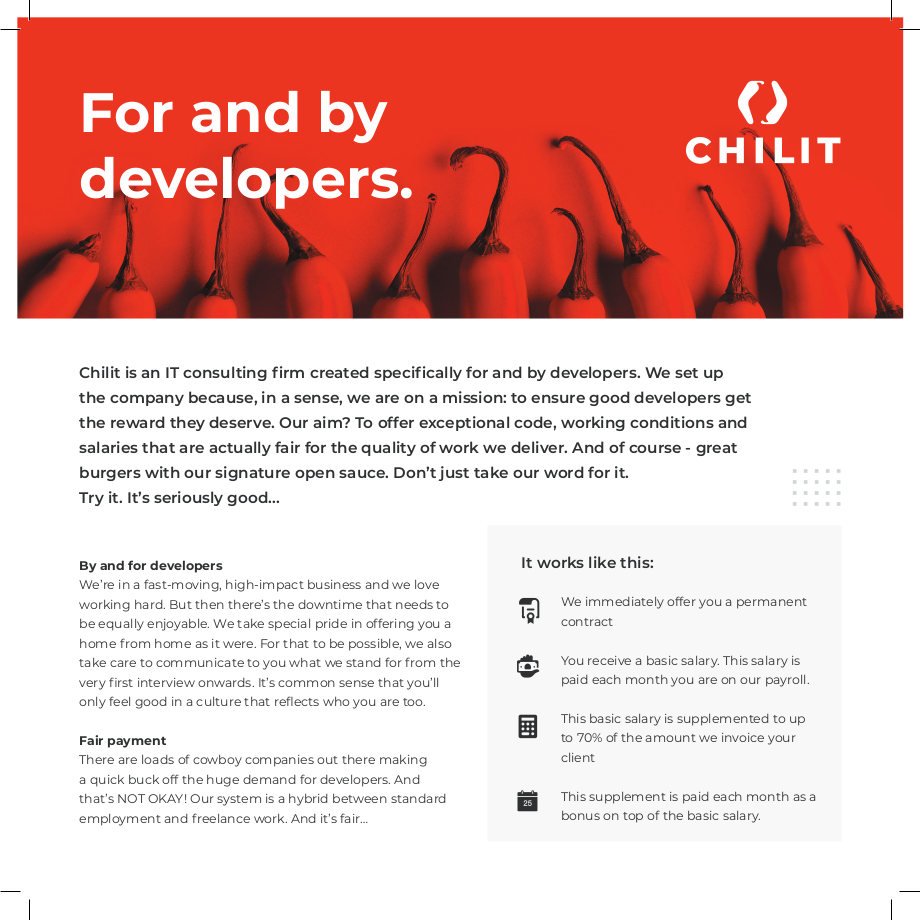 For and by
developers.
CHILIT
Chilit is an IT consulting firm created specifically for and by developers. We set up
the company because, in a sense, we are on a mission: to ensure good developers get
the reward they deserve. Our aim? To offer exceptional code, working conditions and
salaries that are actually fair for the quality of work we deliver. And of course - great
burgers with our signature open sauce. Don’t just take our word for it.
Try it. It’s seriously good...
By and for developers
We’re in a fast-moving, high-impact business and we love
working hard. But then there’s the downtime that needs to
be equally enjoyable. We take special pride in offering you a
home from home as it were. For that to be possible, we also
take care to communicate to you what we stand for from the
very first interview onwards. It’s common sense that you’ll
only feel good in a culture that reflects who you are too.
Fair payment
There are loads of cowboy companies out there making
a quick buck off the huge demand for developers. And
that’s NOT OKAY! Our system is a hybrid between standard
employment and freelance work. And it’s fair...
It works like this:
We immediately offer you a permanent
contract
You receive a basic salary. This salary is
paid each month you are on our payroll.
This basic salary is supplemented to up
to 70% of the amount we invoice your
client
25
This supplement is paid each month as a
bonus on top of the basic salary.